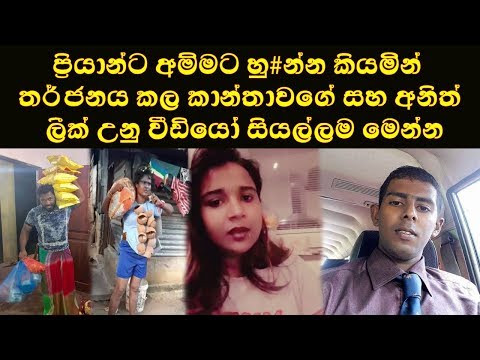 ප්‍රියාන්ට අම්මට හු#න්න කියමින්
තර්ජනය කල කාන්තාවගේ සහ අනිත්
ලීක් උනු වීඩියෝ සියල්ලම මෙන්න